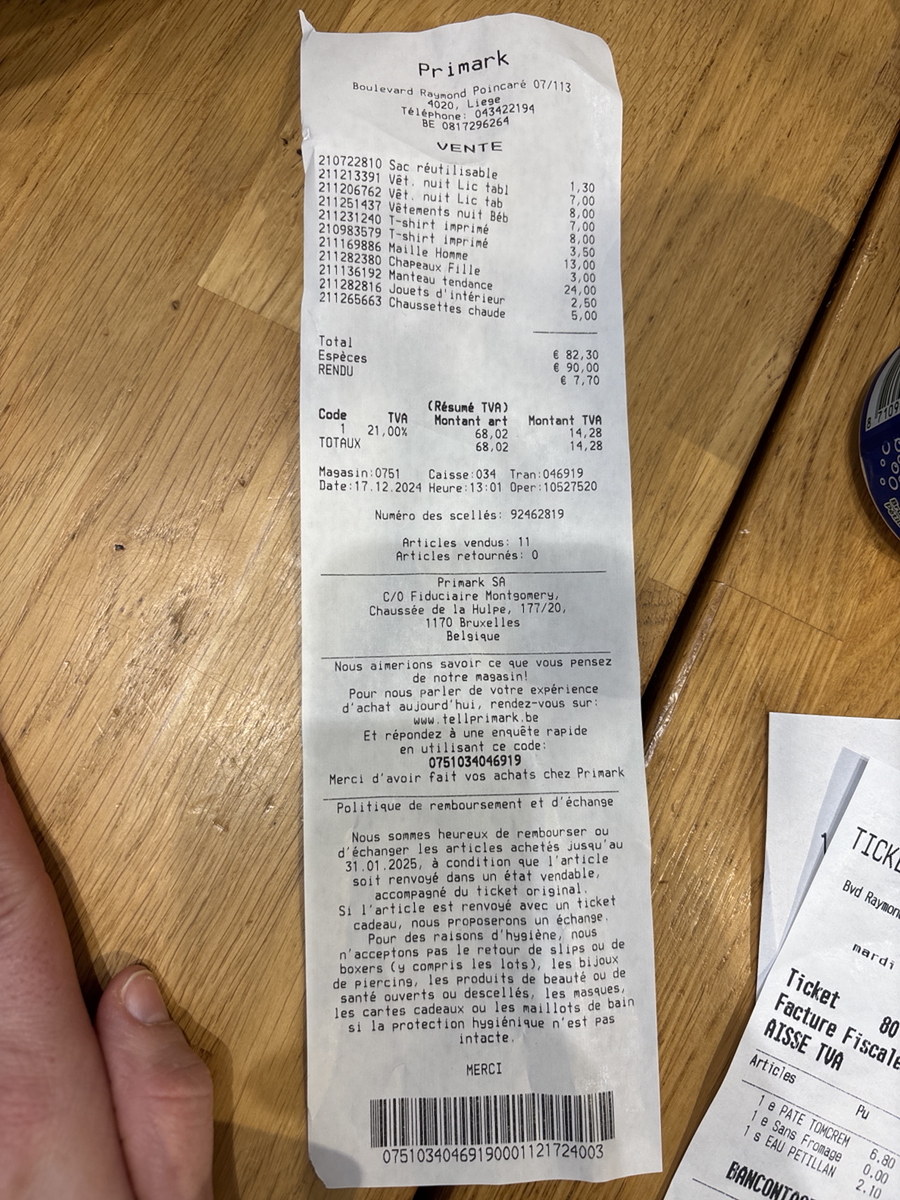 Primark
Boulevard Raymond Poincaré 07/113
4020, Liege
Téléphone: 043422194
BE 0817296264
VENTE
210722810 Sac réutilisable 1,30
211213391 Vêt. nuit Lic tabl 7,00
211206762 Vêt. nuit Lic tab 8,00
211251437 Vêtements nuit Béb 7,00
211231240 T-shirt imprimé 8,00
210983579 T-shirt imprimé 3,50
211169886 Maille Homme 13,00
211282380 Chapeaux Fille 3,00
211136192 Manteau tendance 24,00
211282816 Jouets d'intérieur 2,50
211265663 Chaussettes chaude 5,00
Total € 82,30
Espèces € 90,00
RENDU € 7,70
(Résumé TVA)
Code TVA Montant art Montant TVA
1 21,00% 68,02 14,28
TOTAUX 68,02 14,28
Magasin:0751 Caisse:034 Tran:046919
Date:17.12.2024 Heure:13:01 Oper:10527520
Numéro des scellés: 92462819
Articles vendus: 11
Articles retournés: 0
Primark SA
C/O Fiduciaire Montgomery,
Chaussée de la Hulpe, 177/20,
1170 Bruxelles
Belgique
Nous aimerions savoir ce que vous pensez
de notre magasin!
Pour nous parler de votre expérience
d'achat aujourd'hui, rendez-vous sur:
www.tellprimark.be
Et répondez à une enquête rapide
en utilisant ce code:
0751034046919
Merci d'avoir fait vos achats chez Primark
Politique de remboursement et d'échange
Nous sommes heureux de rembourser ou
d'échanger les articles achetés jusqu'au
31.01.2025, à condition que l'article
soit renvoyé dans un état vendable,
accompagné du ticket original.
Si l'article est renvoyé avec un ticket
cadeau, nous proposerons un échange.
Pour des raisons d'hygiène, nous
n'acceptons pas le retour de slips ou de
boxers (y compris les lots), les bijoux
de piercing, les produits de beauté ou de
santé ouverts ou descellés, les masques,
les cartes cadeaux ou les maillots de bain
si la protection hygiénique n'est pas
intacte.
MERCI
07510340469190001121724003
8 7109
TICKE
Bvd Raymon
mardi
Ticket 80
Facture Fiscale
AISSE TVA
Articles Pu
1 e PATE TOMCREM 6.80
1 e Sans Fromage 0.00
1 s EAU PETILLAN 2.10
BANCONTAC